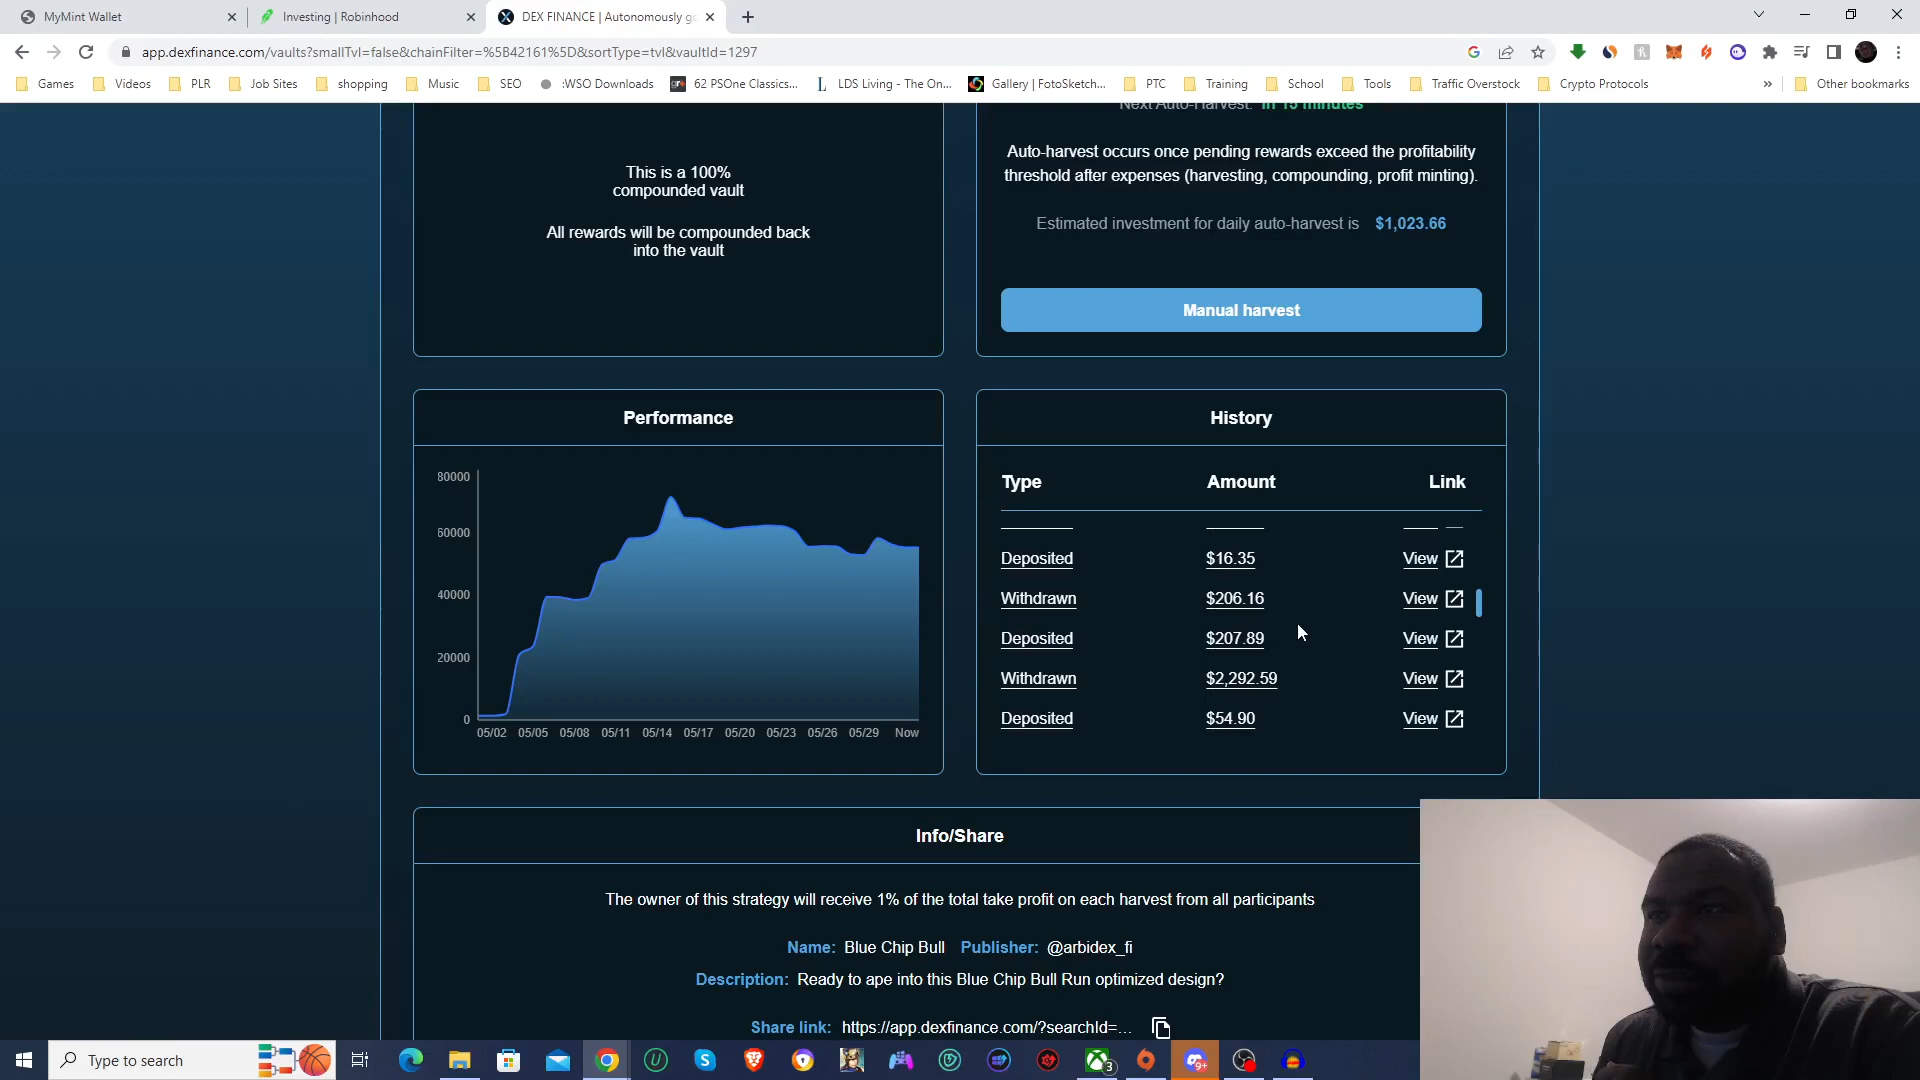 MyMint Wallet
Investing | Robinhood
DEX FINANCE | Autonomously go
app.dexfinance.com/vaults?smallTvl=false&chainFilter=%5B42161%5D&sortType=tvl&vaultId=1297
Games
Videos
PLR
Job Sites
shopping
Music
SEO
:WSO Downloads
62 PSOne Classics...
LDS Living - The On...
Gallery | FotoSketch...
PTC
Training
School
Tools
Traffic Overstock
Crypto Protocols
»
Other bookmarks
Next Auto-Harvest: in 15 minutes
This is a 100%
compounded vault
All rewards will be compounded back
into the vault
Auto-harvest occurs once pending rewards exceed the profitability
threshold after expenses (harvesting, compounding, profit minting).
Estimated investment for daily auto-harvest is $1,023.66
Manual harvest
Performance
80000
60000
40000
20000
0
05/02 05/05 05/08 05/11 05/14 05/17 05/20 05/23 05/26 05/29 Now
History
Type Amount Link
Deposited $16.35 View
Withdrawn $206.16 View
Deposited $207.89 View
Withdrawn $2,292.59 View
Deposited $54.90 View
Info/Share
The owner of this strategy will receive 1% of the total take profit on each harvest from all participants
Name: Blue Chip Bull Publisher: @arbidex_fi
Description: Ready to ape into this Blue Chip Bull Run optimized design?
Share link: https://app.dexfinance.com/?searchId=...
Type to search
3
9+